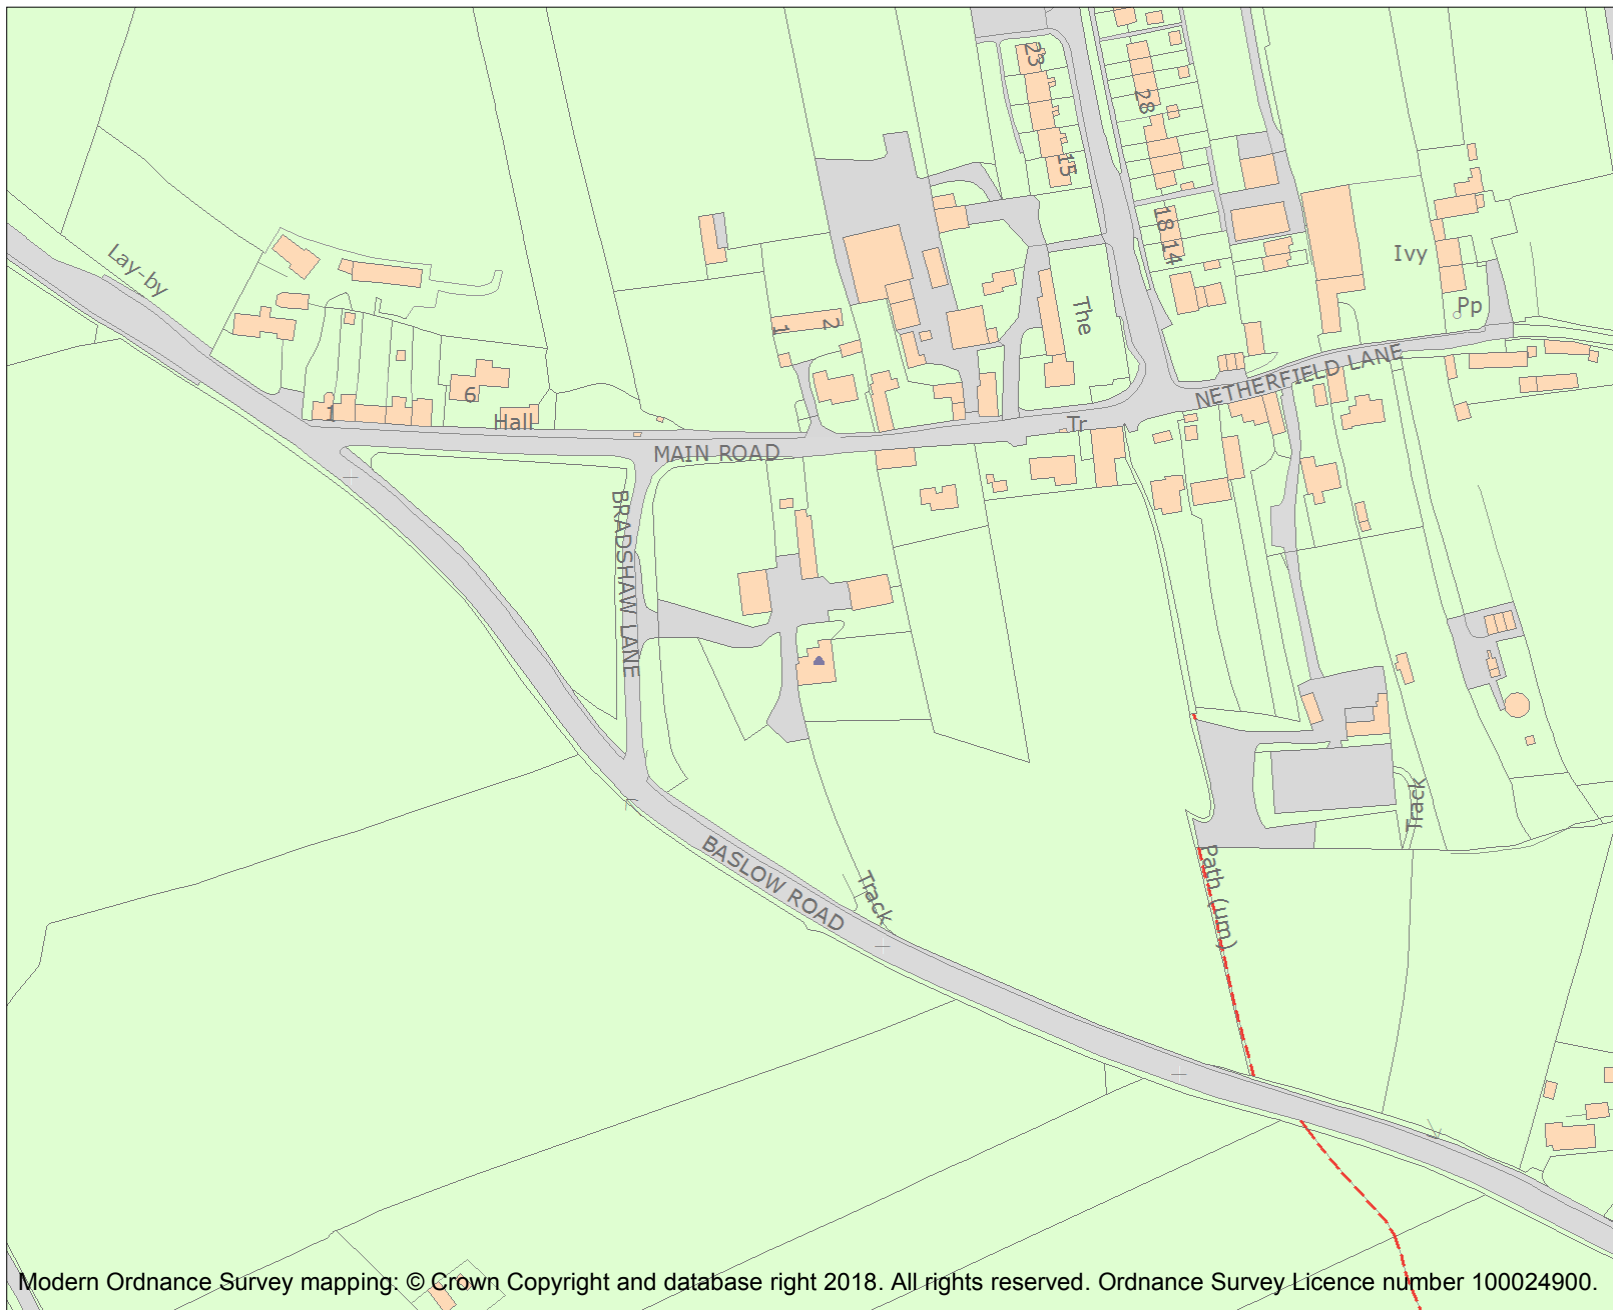 23
28
15
18 14
Lay-by
Ivy
The
Pp
1
2
NETHERFIELD LANE
6
1
Hall
Tr
MAIN ROAD
BRADSHAW LANE
Track
BASLOW ROAD
Track
Path (um)
Modern Ordnance Survey mapping: © Crown Copyright and database right 2018. All rights reserved. Ordnance Survey Licence number 100024900.